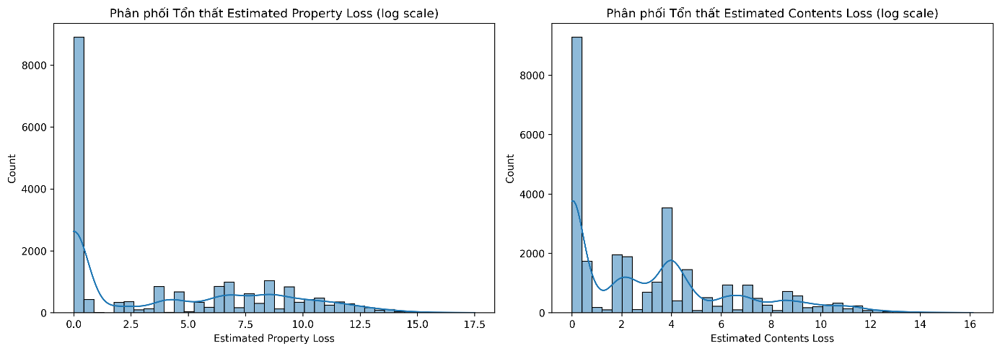 Phân phối Tổn thất Estimated Property Loss (log scale)
Count
8000
6000
4000
2000
0
0.0 2.5 5.0 7.5 10.0 12.5 15.0 17.5
Estimated Property Loss
Phân phối Tổn thất Estimated Contents Loss (log scale)
Count
8000
6000
4000
2000
0
0 2 4 6 8 10 12 14 16
Estimated Contents Loss